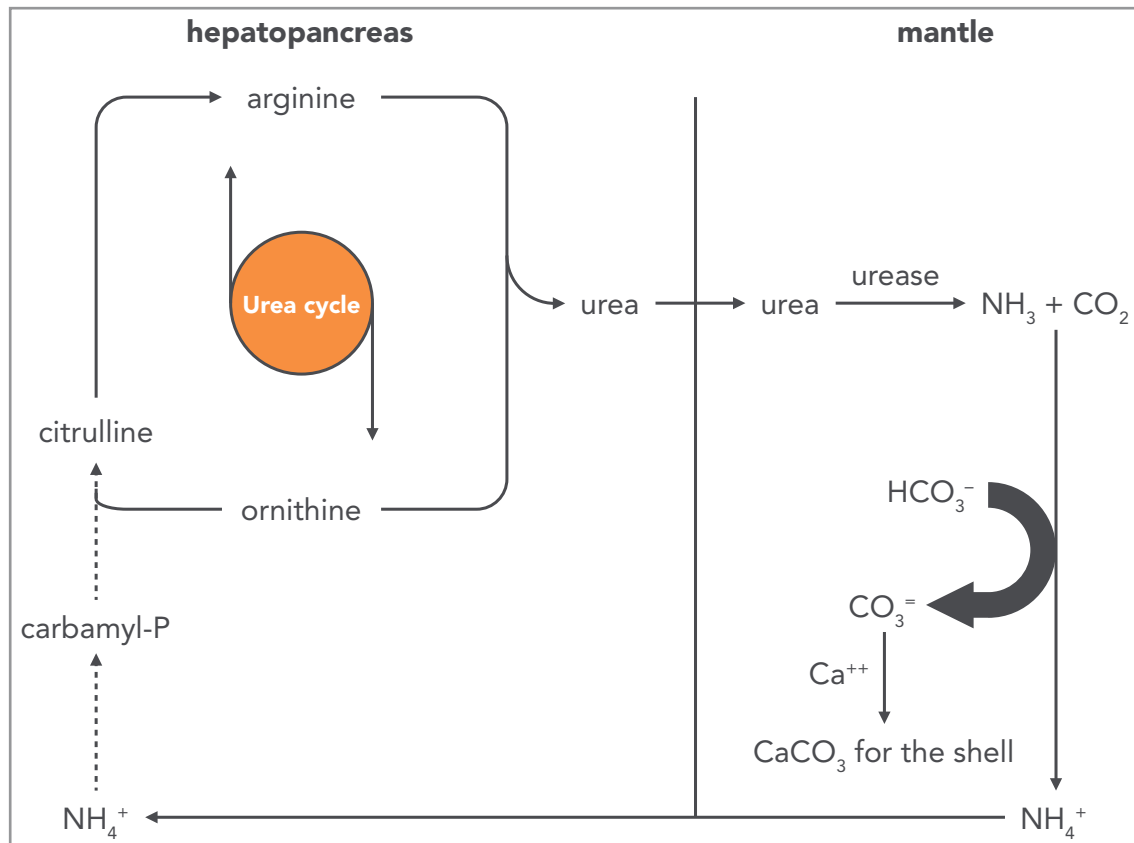 hepatopancreas
mantle
arginine
Urea cycle
urea
urea
urease
NH₃ + CO₂
citrulline
ornithine
HCO₃⁻
CO₃⁼
carbamyl-P
Ca⁺⁺
CaCO₃ for the shell
NH₄⁺
NH₄⁺